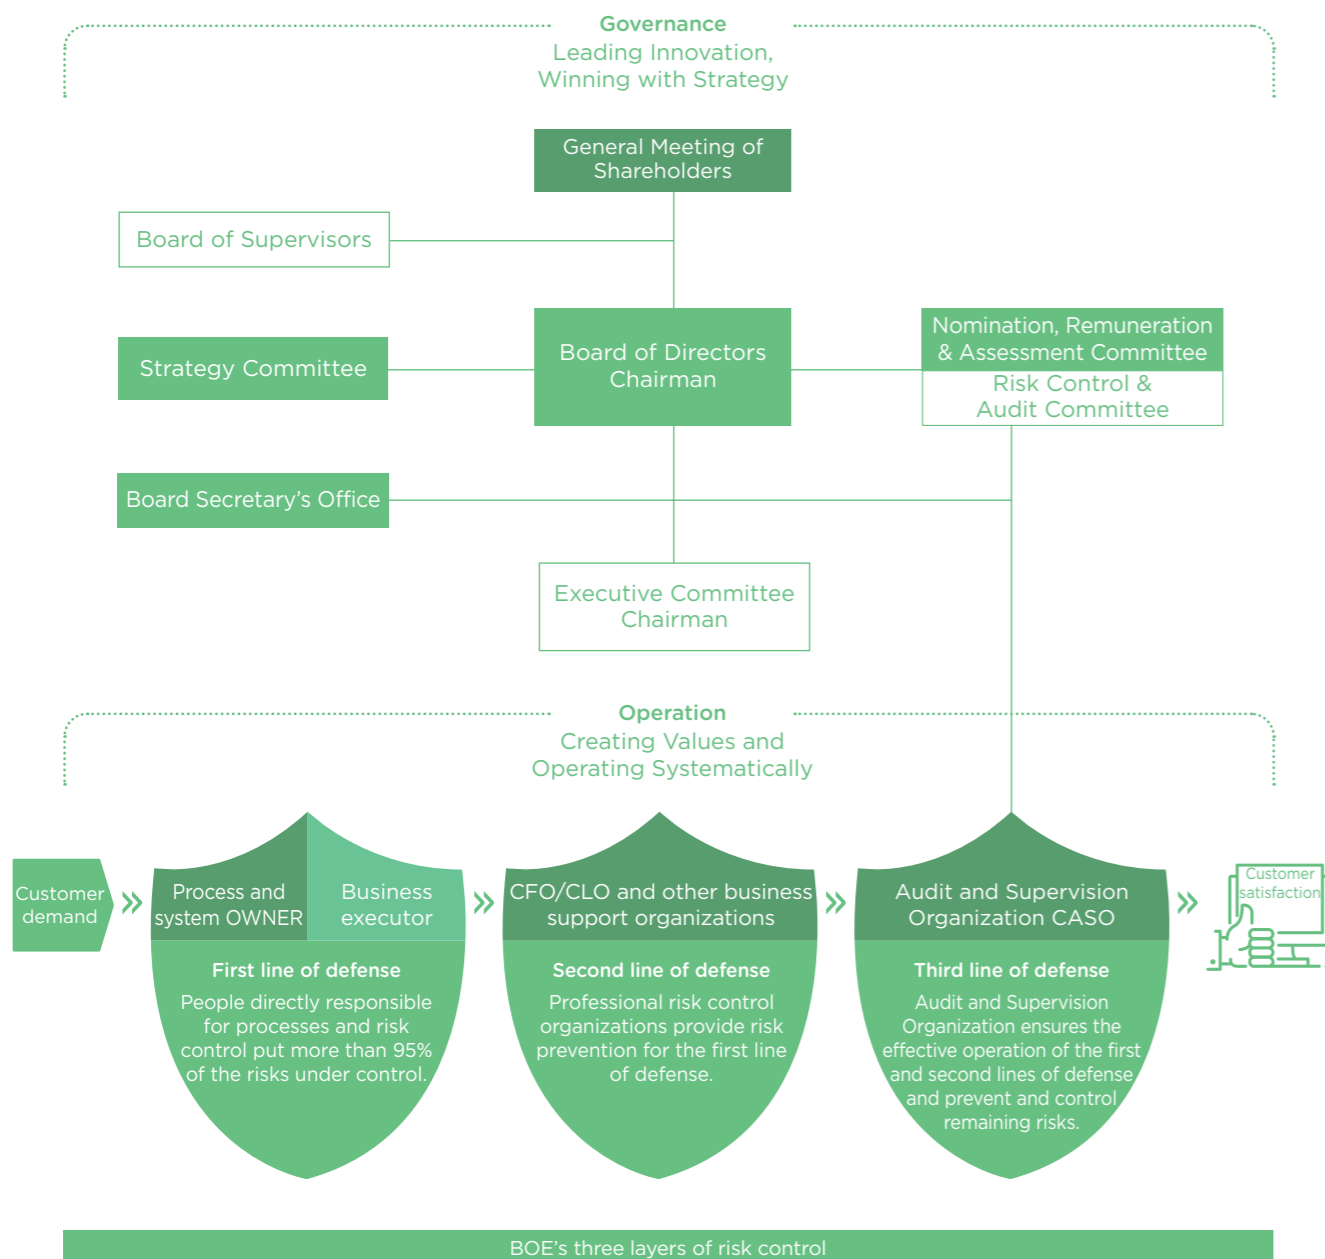 Governance
Leading Innovation,
Winning with Strategy
General Meeting of
Shareholders
Board of Supervisors
Strategy Committee
Board of Directors
Chairman
Nomination, Remuneration
& Assessment Committee
Risk Control &
Audit Committee
Board Secretary’s Office
Executive Committee
Chairman
Operation
Creating Values and
Operating Systematically
Customer
demand
»
Process and
system OWNER
Business
executor
First line of defense
People directly responsible
for processes and risk
control put more than 95%
of the risks under control.
»
CFO/CLO and other business
support organizations
Second line of defense
Professional risk control
organizations provide risk
prevention for the first line
of defense.
»
Audit and Supervision
Organization CASO
Third line of defense
Audit and Supervision
Organization ensures the
effective operation of the first
and second lines of defense
and prevent and control
remaining risks.
»
Customer
satisfaction
BOE’s three layers of risk control